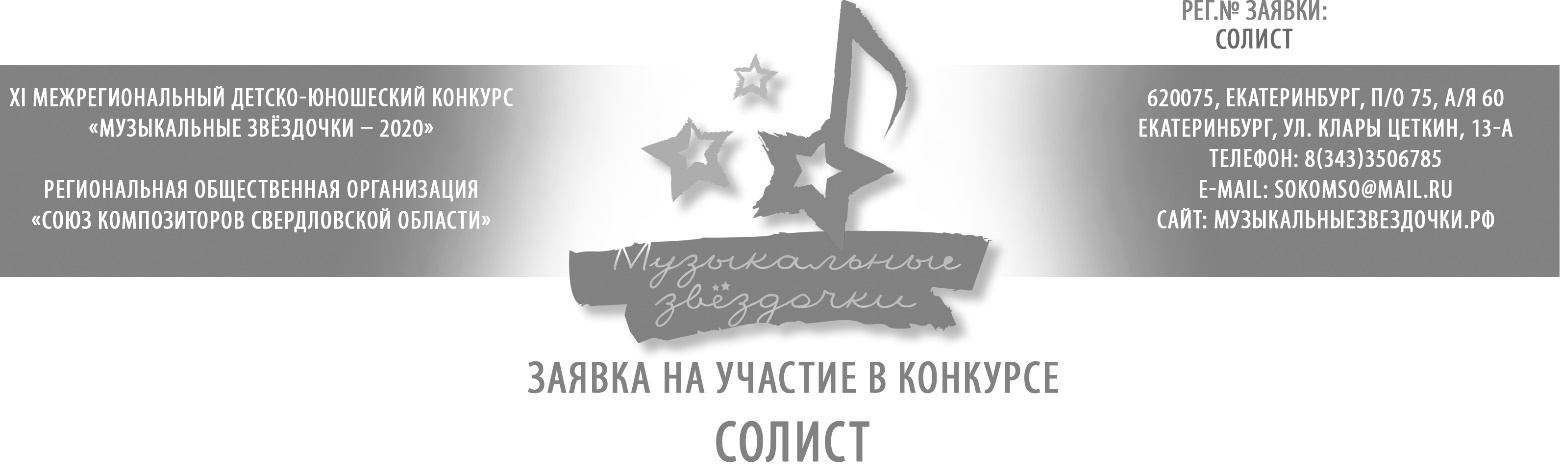 РЕГ.№ ЗАЯВКИ:
СОЛИСТ
XI МЕЖРЕГИОНАЛЬНЫЙ ДЕТСКО-ЮНОШЕСКИЙ КОНКУРС
«МУЗЫКАЛЬНЫЕ ЗВЁЗДОЧКИ – 2020»
РЕГИОНАЛЬНАЯ ОБЩЕСТВЕННАЯ ОРГАНИЗАЦИЯ
«СОЮЗ КОМПОЗИТОРОВ СВЕРДЛОВСКОЙ ОБЛАСТИ»
620075, ЕКАТЕРИНБУРГ, П/О 75, А/Я 60
ЕКАТЕРИНБУРГ, УЛ. КЛАРЫ ЦЕТКИН, 13-А
ТЕЛЕФОН: 8(343)3506785
E-MAIL: SOKOMSO@MAIL.RU
САЙТ: МУЗЫКАЛЬНЫЕЗВЕЗДОЧКИ.РФ
Музыкальные
звёздочки
ЗАЯВКА НА УЧАСТИЕ В КОНКУРСЕ
СОЛИСТ